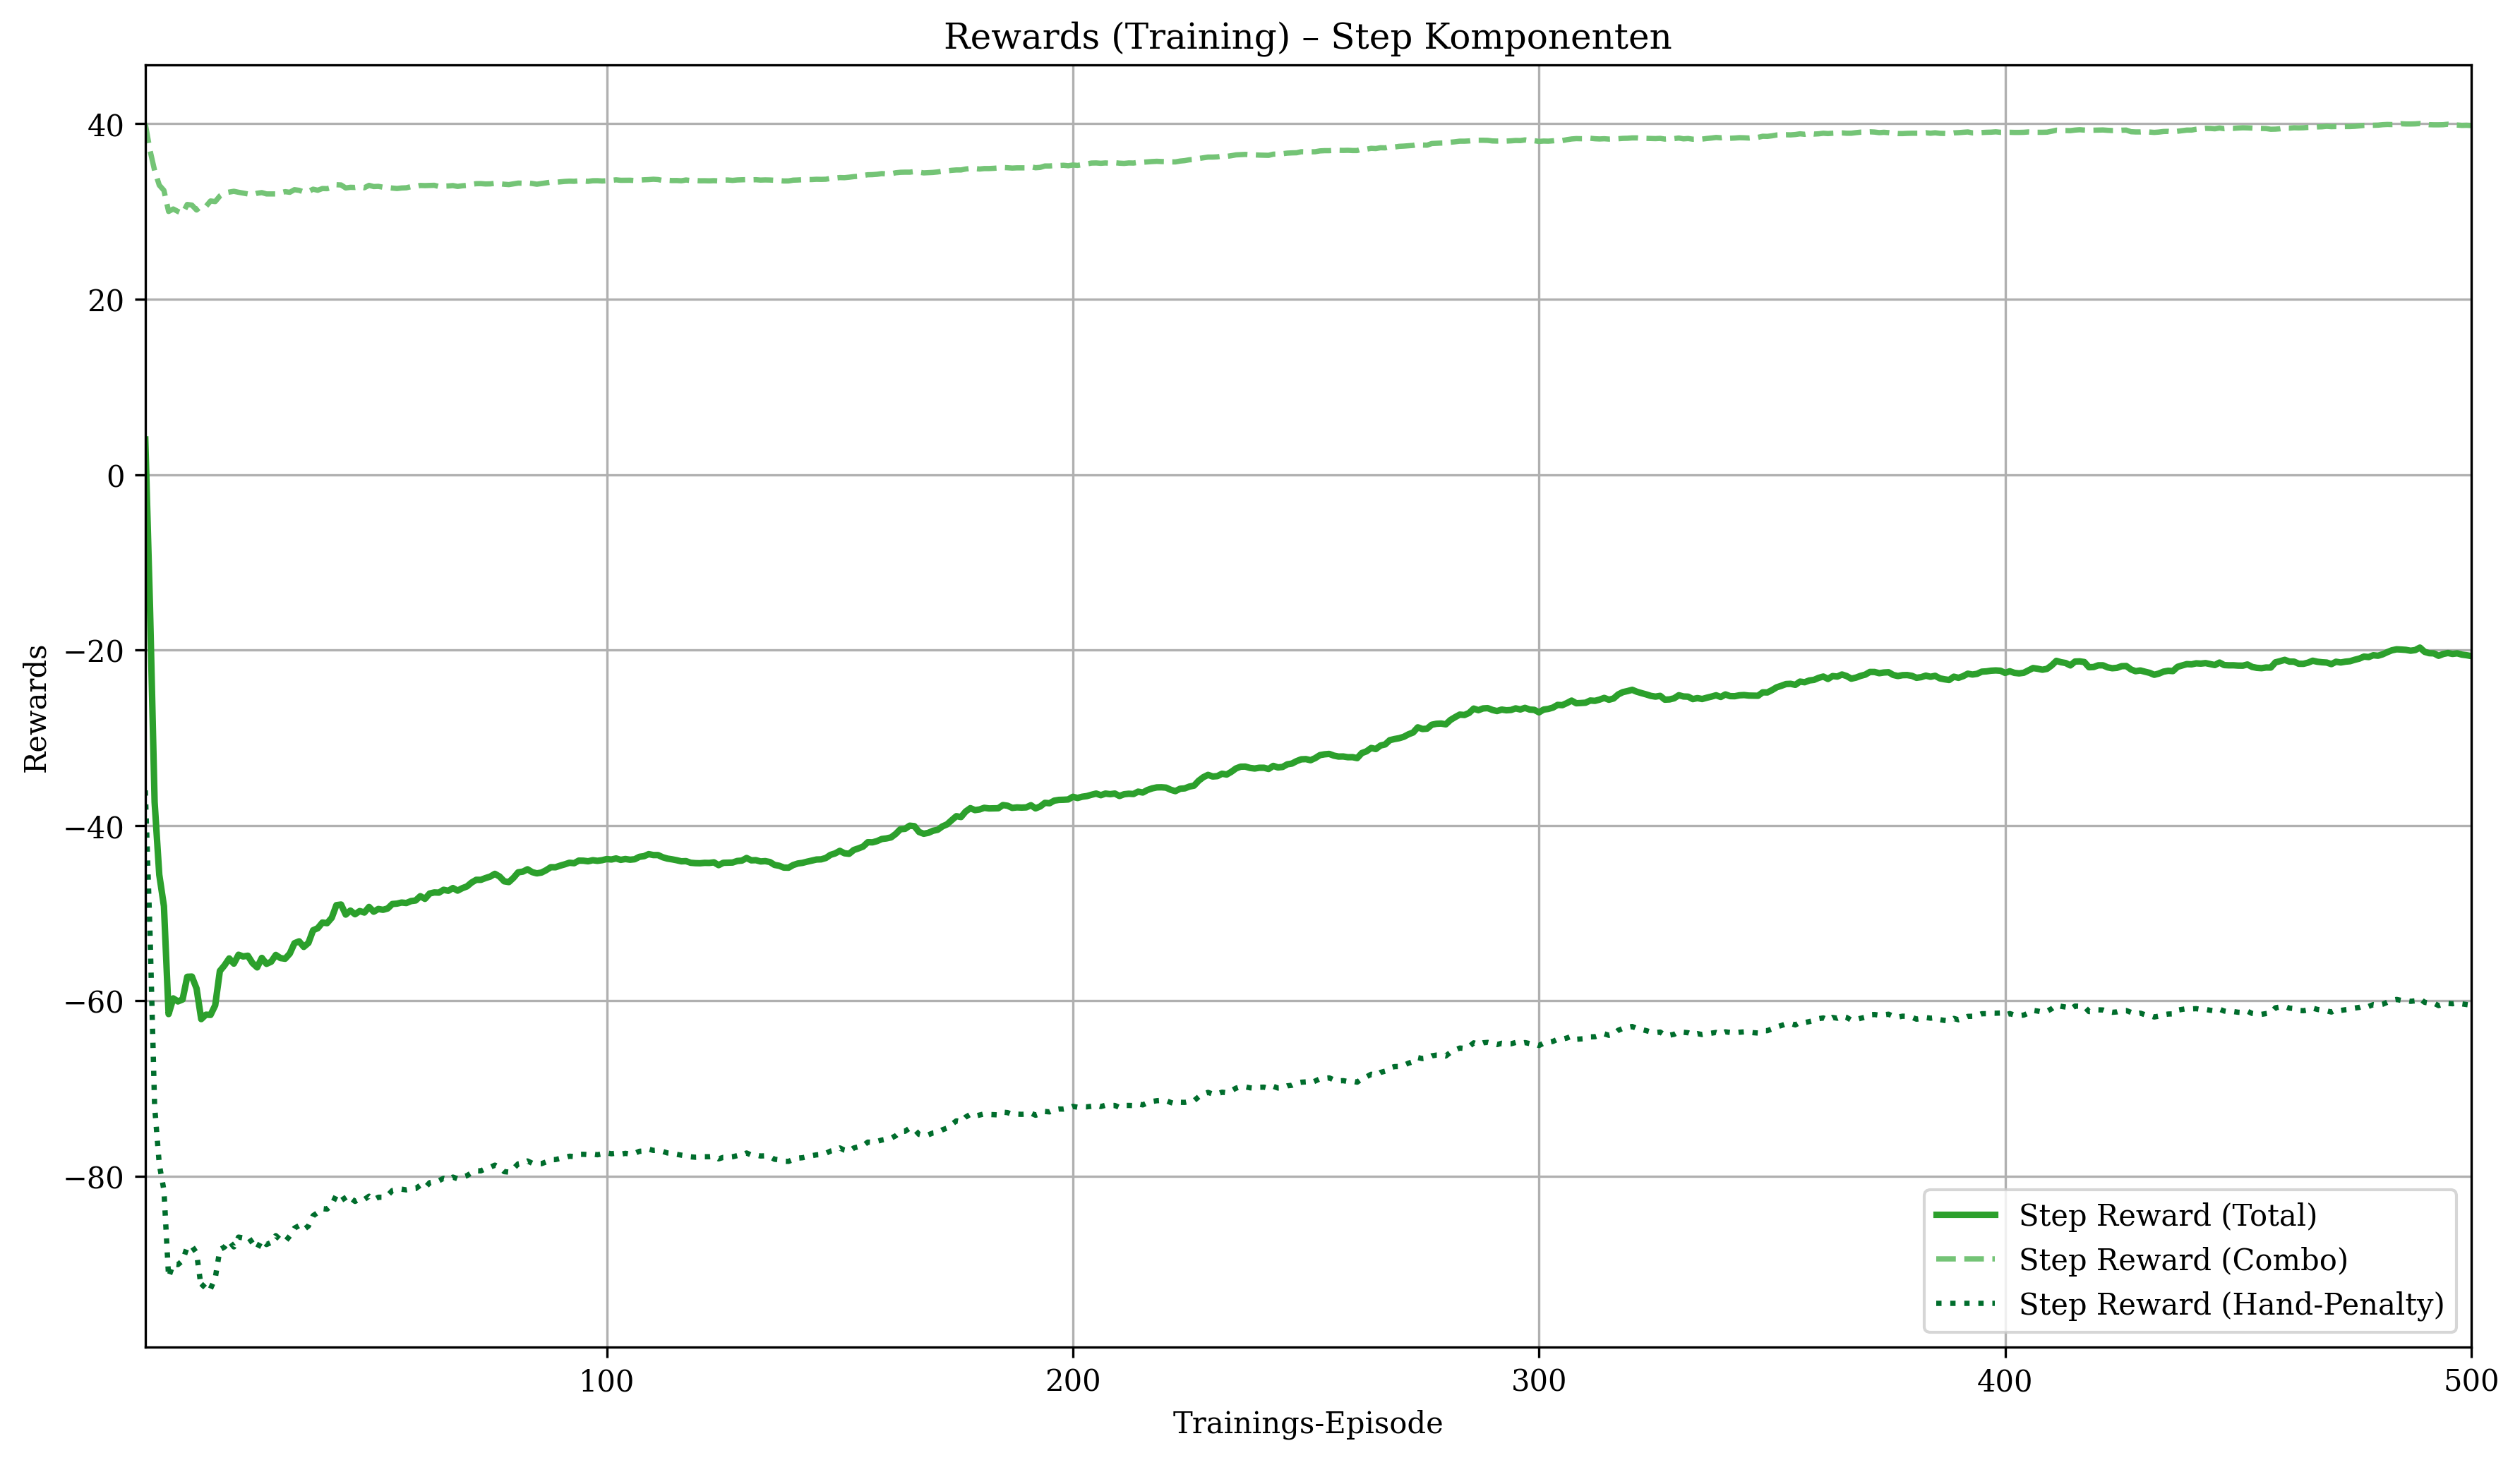 Rewards (Training) – Step Komponenten
Rewards
40
20
0
−20
−40
−60
−80
100
200
300
400
500
Trainings-Episode
Step Reward (Total)
Step Reward (Combo)
Step Reward (Hand-Penalty)